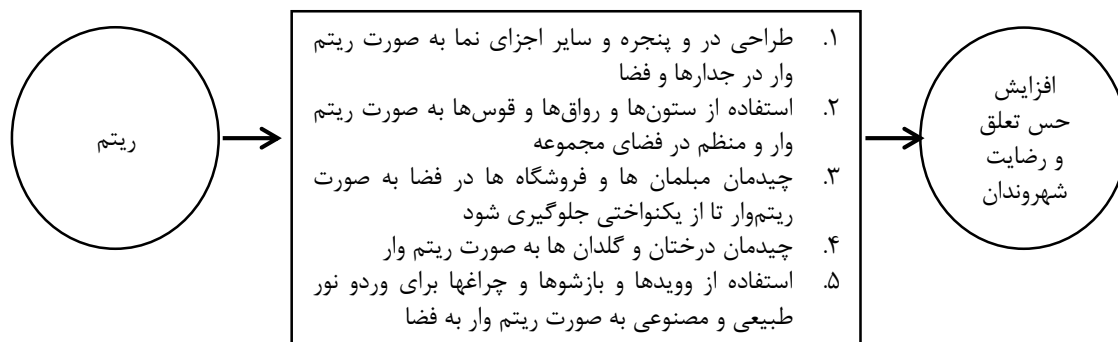 ریتم
۱. طراحی در و پنجره و سایر اجزای نما به صورت ریتم
وار در جدارها و فضا
۲. استفاده از ستون‌ها و رواق‌ها و قوس‌ها به صورت ریتم
وار و منظم در فضای مجموعه
۳. چیدمان مبلمان ها و فروشگاه ها در فضا به صورت
ریتم‌وار تا از یکنواختی جلوگیری شود
۴. چیدمان درختان و گلدان ها به صورت ریتم وار
۵. استفاده از وویدها و بازشوها و چراغها برای وردو نور
طبیعی و مصنوعی به صورت ریتم وار به فضا
افزایش
حس تعلق
و رضایت
شهروندان